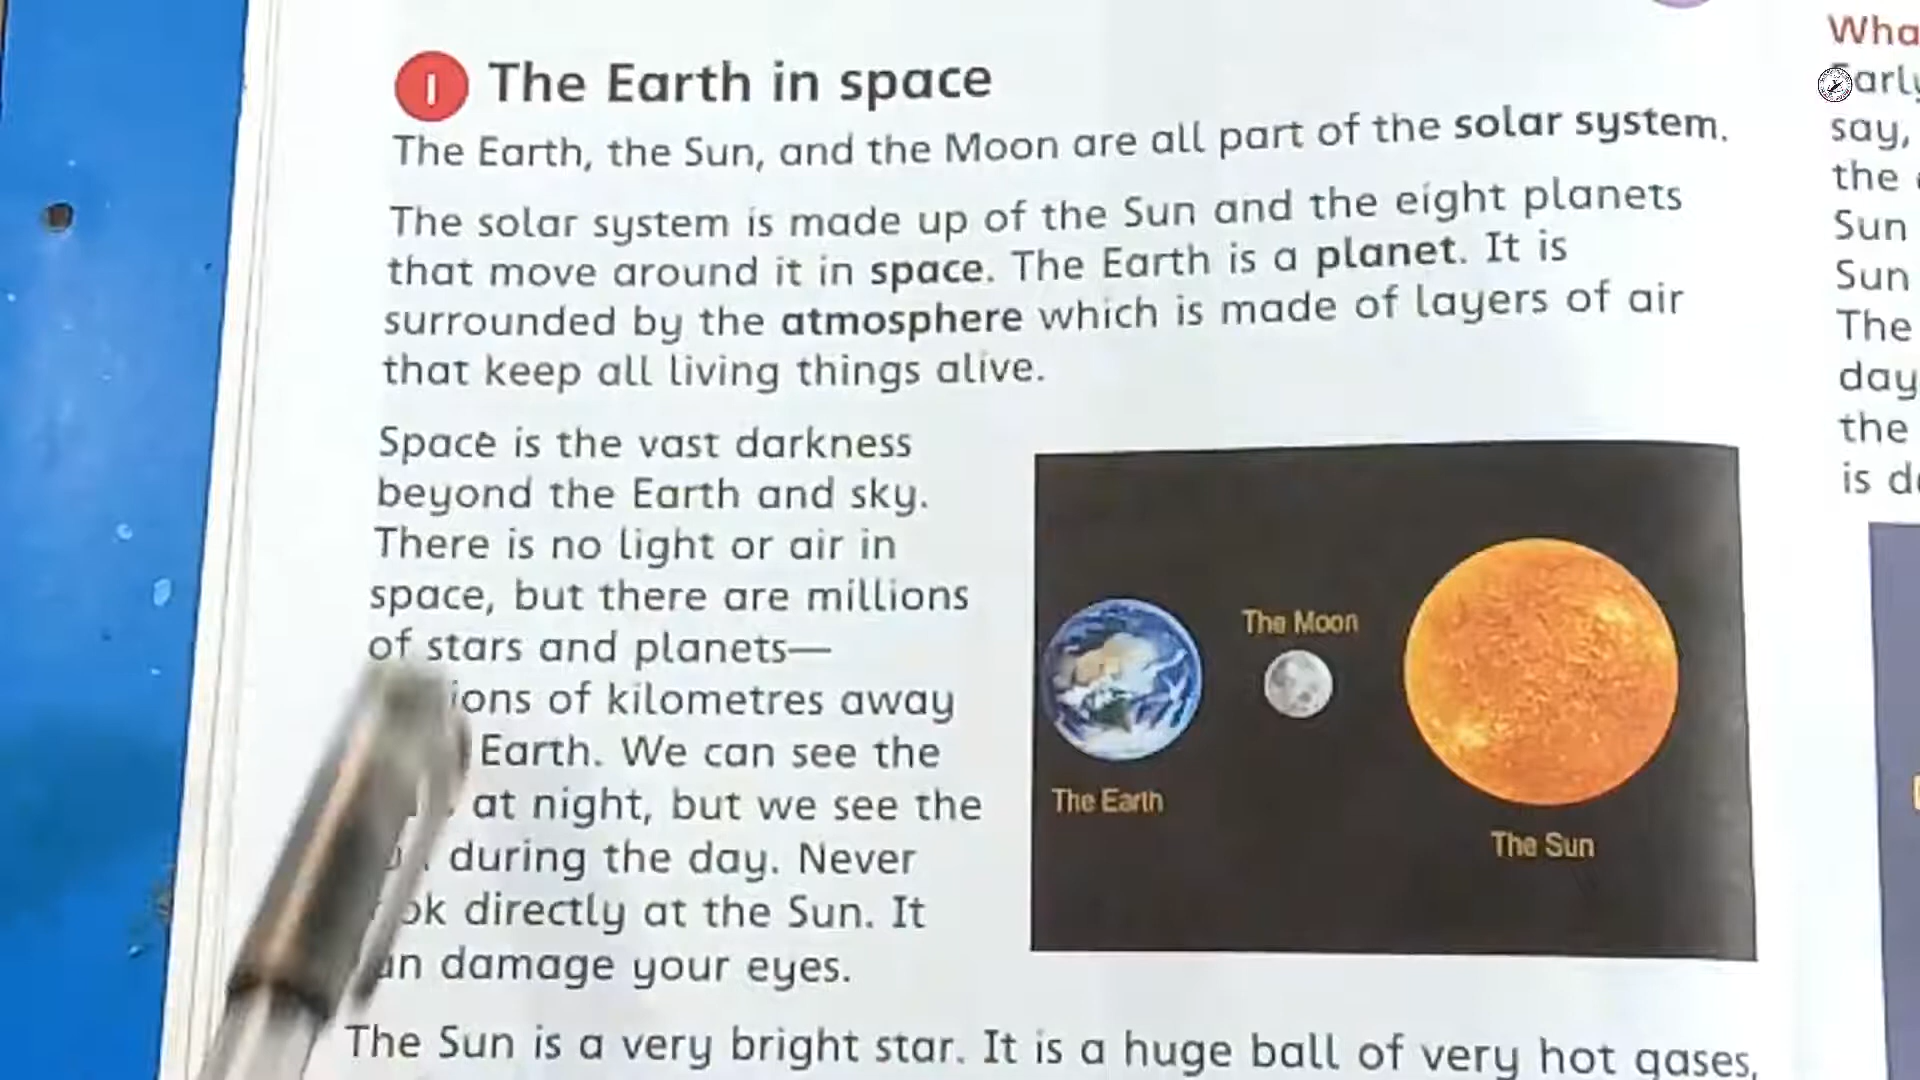 1 The Earth in space
The Earth, the Sun, and the Moon are all part of the solar system.
The solar system is made up of the Sun and the eight planets
that move around it in space. The Earth is a planet. It is
surrounded by the atmosphere which is made of layers of air
that keep all living things alive.
Space is the vast darkness
beyond the Earth and sky.
There is no light or air in
space, but there are millions
of stars and planets—
of kilometres away
Earth. We can see the
at night, but we see the
during the day. Never
directly at the Sun. It
damage your eyes.
The Moon
The Earth
The Sun
The Sun is a very bright star. It is a huge ball of very hot gases,
say,
the
Sun
Sun
The
day
the
is